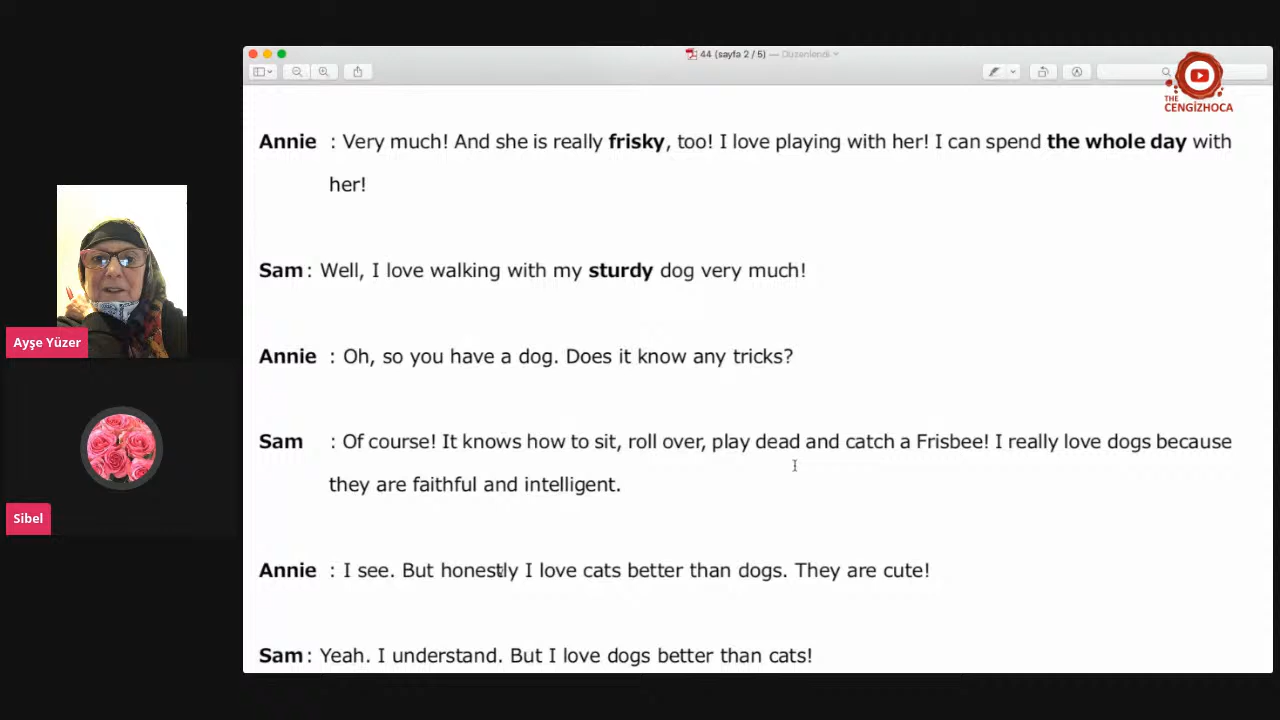 44 (sayfa 2 / 5) — Düzenlendi
THE
CENGİZHOCA
Annie : Very much! And she is really frisky, too! I love playing with her! I can spend the whole day with
her!
Sam : Well, I love walking with my sturdy dog very much!
Annie : Oh, so you have a dog. Does it know any tricks?
Ayşe Yüzer
Sam : Of course! It knows how to sit, roll over, play dead and catch a Frisbee! I really love dogs because
they are faithful and intelligent.
Sibel
Annie : I see. But honestly I love cats better than dogs. They are cute!
Sam : Yeah. I understand. But I love dogs better than cats!